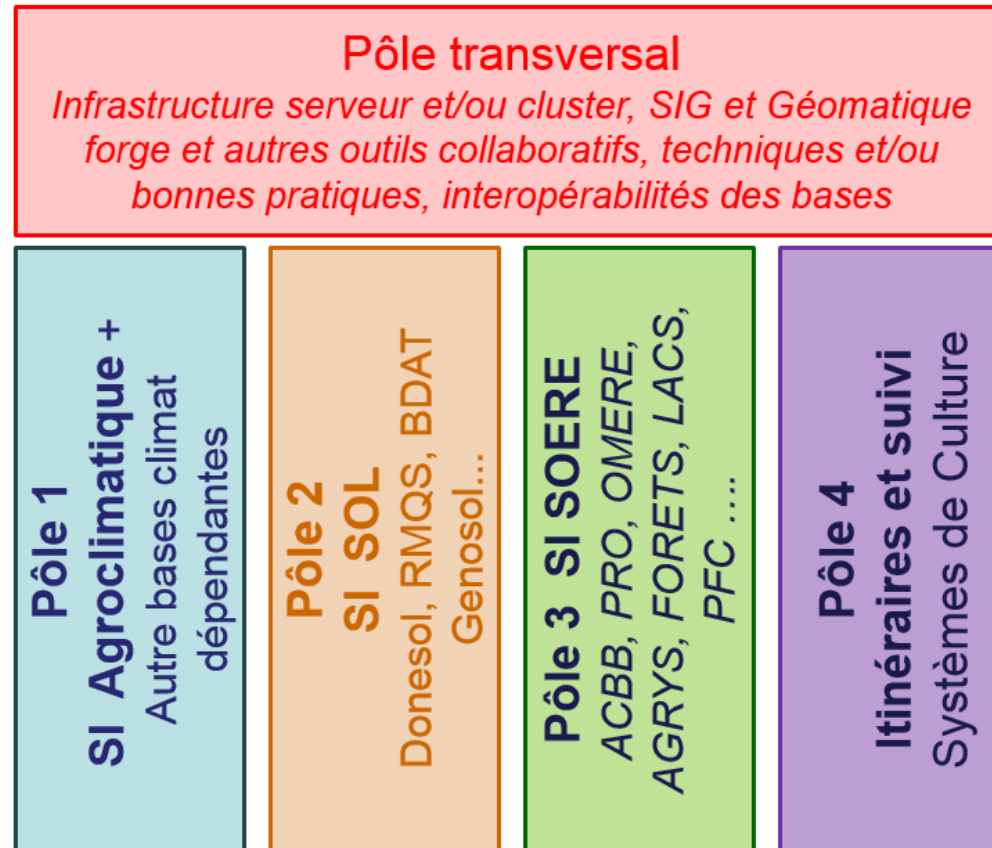 Pôle transversal
Infrastructure serveur et/ou cluster, SIG et Géomatique
forge et autres outils collaboratifs, techniques et/ou
bonnes pratiques, interopérabilités des bases
Pôle 1
SI Agroclimatique +
Autre bases climat
dépendantes
Pôle 2
SI SOL
Donesol, RMQS, BDAT
Genosol...
Pôle 3 SI SOERE
ACBB, PRO, OMERE,
AGRYS, FORETS, LACS,
PFC ....
Pôle 4
Itinéraires et suivi
Systèmes de Culture